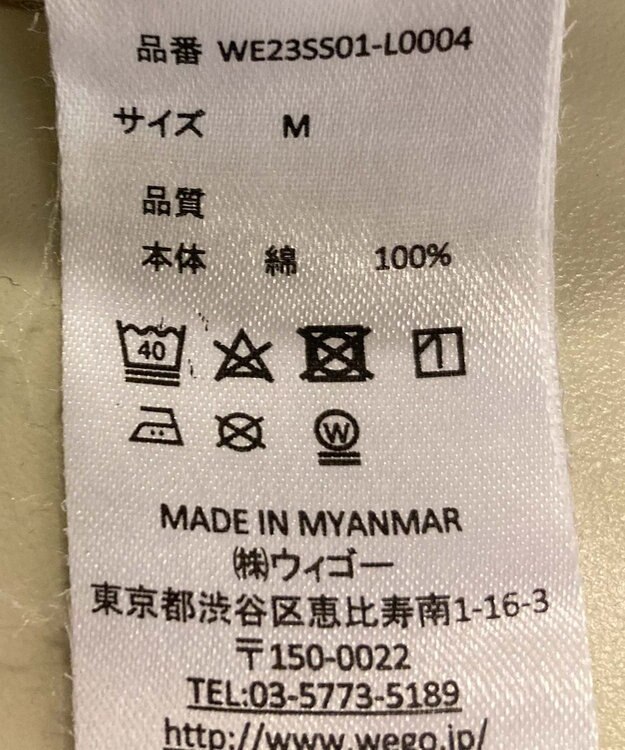 品番 WE23SS01-L0004
サイズ M
品質
本体 綿 100%
40
W
MADE IN MYANMAR
㈱ウィゴー
東京都渋谷区恵比寿南1-16-3
〒150-0022
TEL:03-5773-5189
http://www.wego.jp/